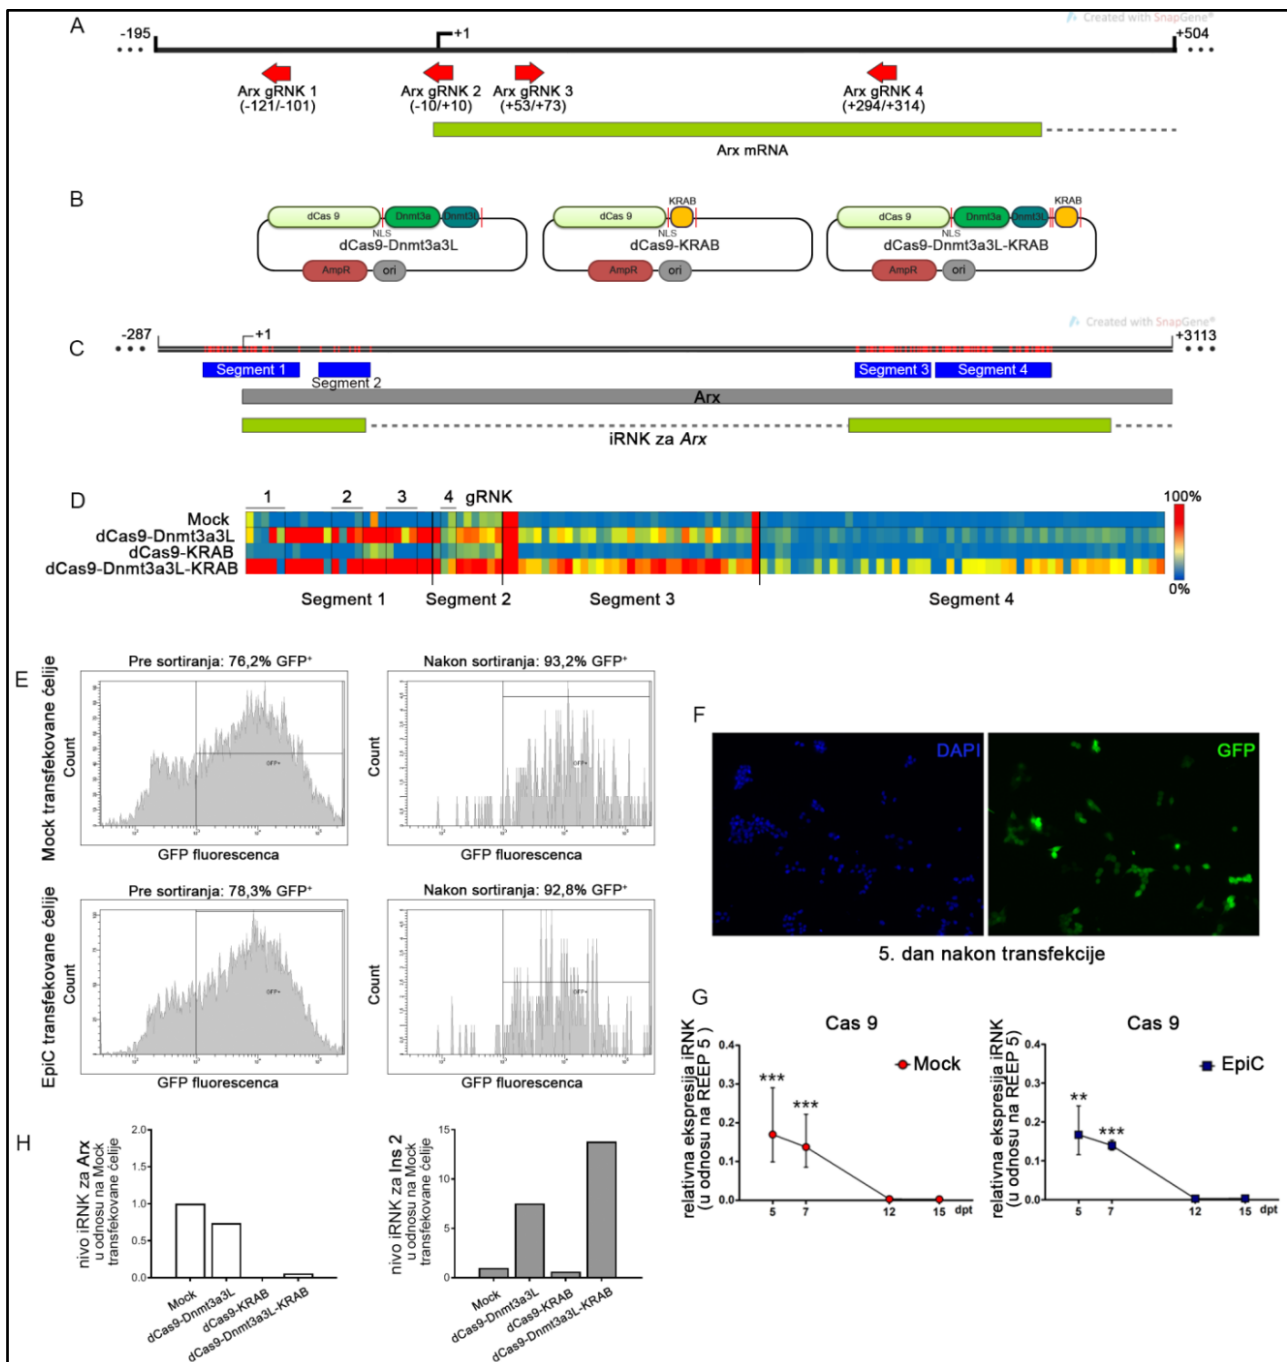 A
Created with SnapGene®
-195
+1
+504
Arx gRNK 1
(-121/-101)
Arx gRNK 2
(-10/+10)
Arx gRNK 3
(+53/+73)
Arx gRNK 4
(+294/+314)
Arx mRNA
B
dCas 9
Dnmt3a
Dnmt3L
NLS
dCas9-Dnmt3a3L
AmpR
ori
KRAB
dCas 9
NLS
dCas9-KRAB
AmpR
ori
KRAB
dCas 9
Dnmt3a
Dnmt3L
NLS
dCas9-Dnmt3a3L-KRAB
AmpR
ori
Created with SnapGene®
C
-287
+1
+3113
Segment 1
Segment 2
Segment 3
Segment 4
Arx
iRNK za Arx
D
1
2
3
4
gRNK
100%
Mock
dCas9-Dnmt3a3L
dCas9-KRAB
dCas9-Dnmt3a3L-KRAB
0%
Segment 1
Segment 2
Segment 3
Segment 4
E
Mock transfekovane ćelije
Pre sortiranja: 76,2% GFP+
Count
GFP+
GFP fluorescenca
Nakon sortiranja: 93,2% GFP+
Count
GFP+
GFP fluorescenca
EpiC transfekovane ćelije
Pre sortiranja: 78,3% GFP+
Count
GFP+
GFP fluorescenca
Nakon sortiranja: 92,8% GFP+
Count
GFP+
GFP fluorescenca
F
DAPI
GFP
5. dan nakon transfekcije
G
Cas 9
relativna ekspresija iRNK
(u odnosu na REEP 5)
0.4
0.3
0.2
0.1
0.0
***
***
Mock
5
7
12
15
dpt
Cas 9
relativna ekspresija iRNK
(u odnosu na REEP 5)
0.4
0.3
0.2
0.1
0.0
**
***
EpiC
5
7
12
15
dpt
H
nivo iRNK za Arx
u odnosu na Mock
transfekovane ćelije
2.0
1.5
1.0
0.5
0.0
Mock
dCas9-Dnmt3a3L
dCas9-KRAB
dCas9-Dnmt3a3L-KRAB
nivo iRNK za Ins 2
u odnosu na Mock
transfekovane ćelije
15
10
5
0
Mock
dCas9-Dnmt3a3L
dCas9-KRAB
dCas9-Dnmt3a3L-KRAB